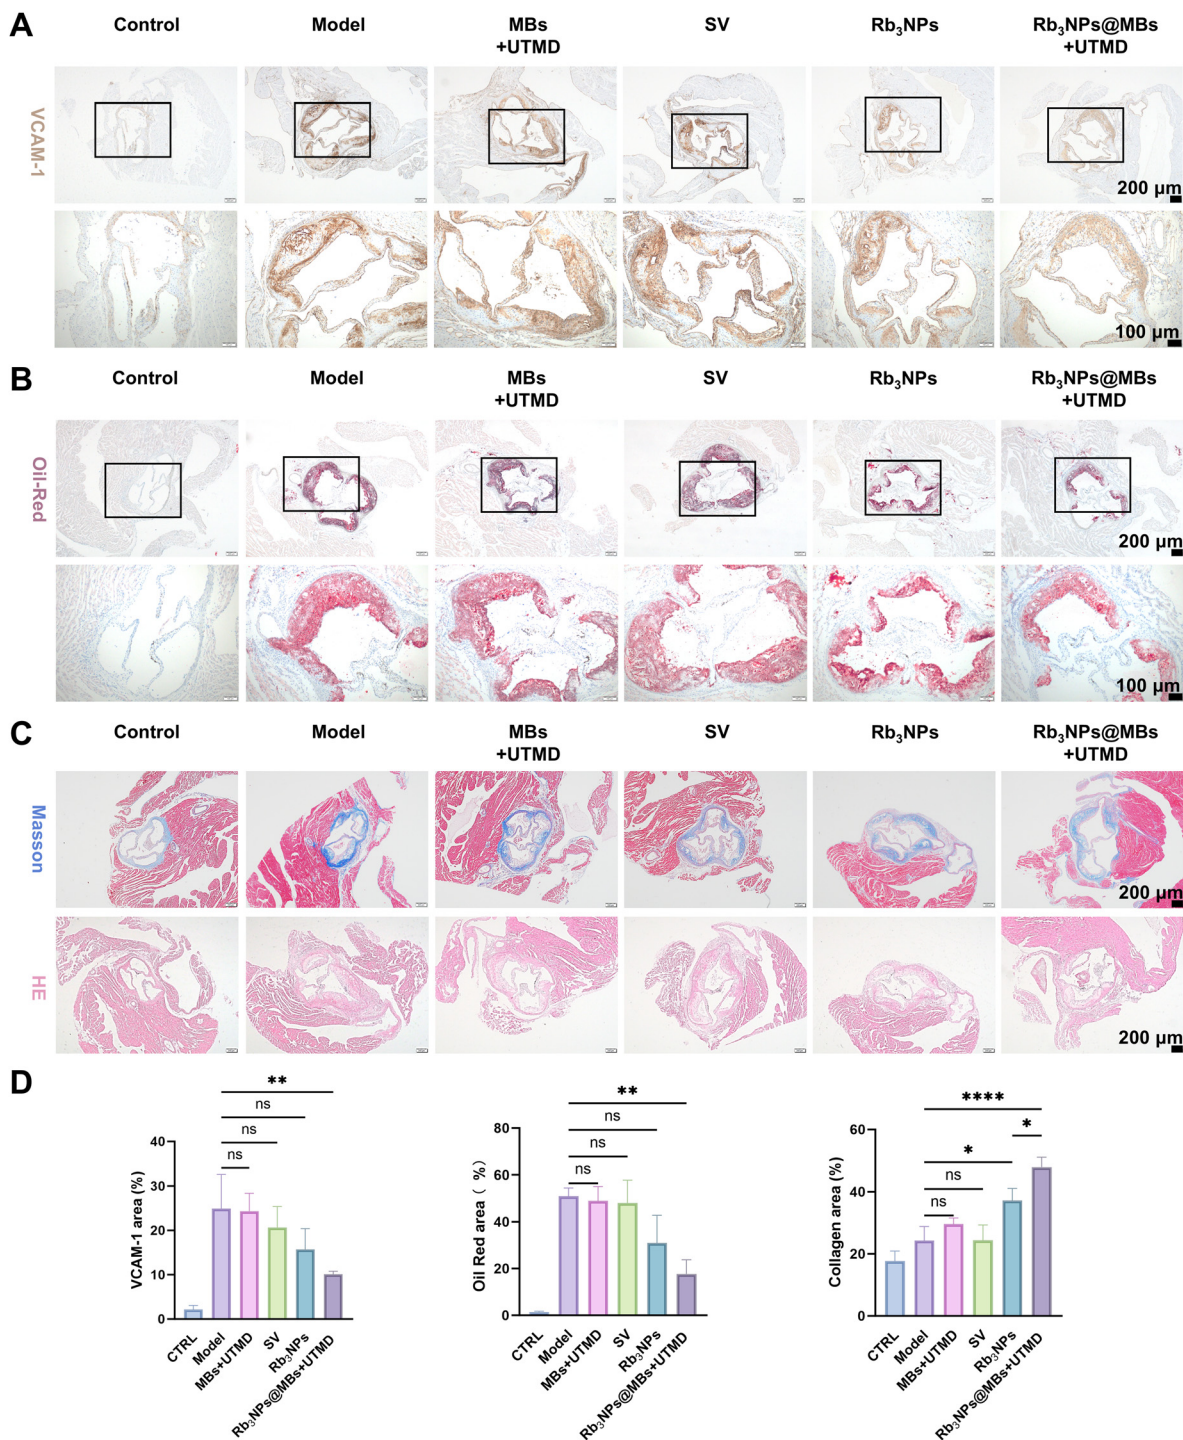 A
Control
Model
MBs
+UTMD
SV
Rb₃NPs
Rb₃NPs@MBs
+UTMD
VCAM-1
200 µm
100 µm
B
Control
Model
MBs
+UTMD
SV
Rb₃NPs
Rb₃NPs@MBs
+UTMD
Oil-Red
200 µm
100 µm
C
Control
Model
MBs
+UTMD
SV
Rb₃NPs
Rb₃NPs@MBs
+UTMD
Masson
200 µm
HE
200 µm
D
**
ns
ns
ns
VCAM-1 area (%)
40
30
20
10
0
CTRL
Model
MBs+UTMD
SV
Rb₃NPs
Rb₃NPs@MBs+UTMD
**
ns
ns
ns
Oil Red area ( %)
80
60
40
20
0
CTRL
Model
MBs+UTMD
SV
Rb₃NPs
Rb₃NPs@MBs+UTMD
****
*
*
ns
ns
Collagen area (%)
60
40
20
0
CTRL
Model
MBs+UTMD
SV
Rb₃NPs
Rb₃NPs@MBs+UTMD